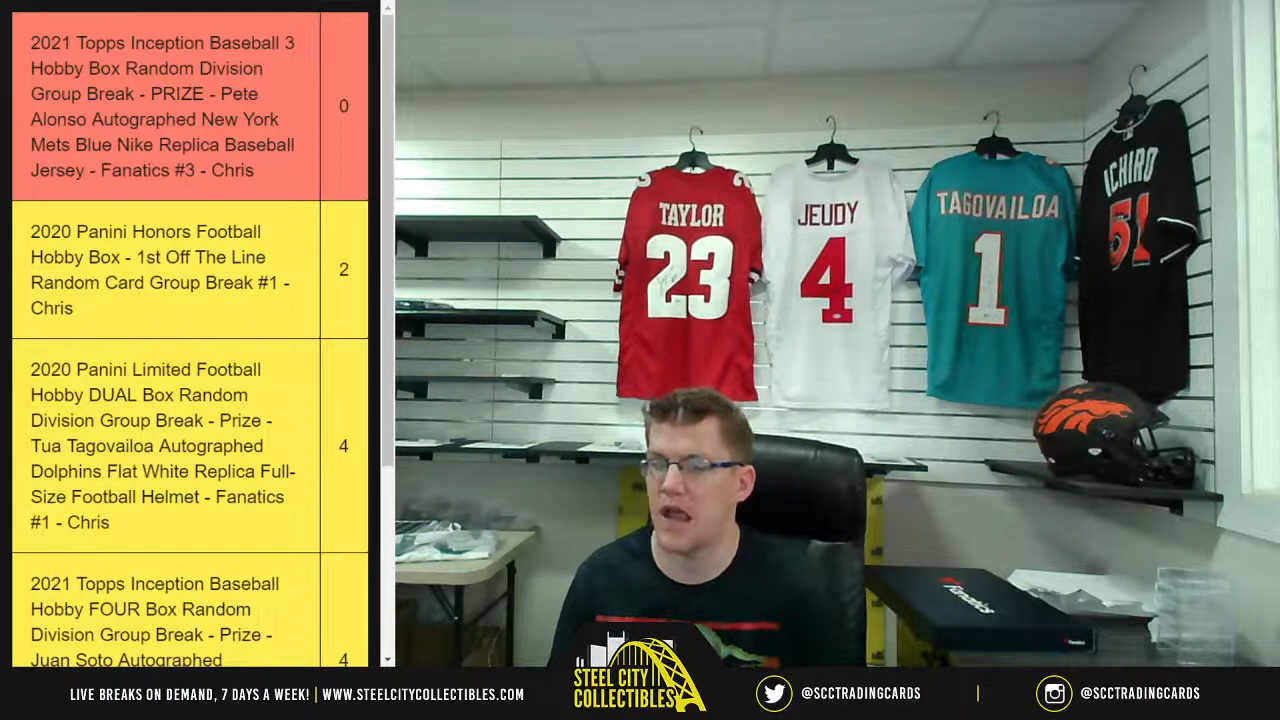 2021 Topps Inception Baseball 3
Hobby Box Random Division
Group Break - PRIZE - Pete
Alonso Autographed New York
Mets Blue Nike Replica Baseball
Jersey - Fanatics #3 - Chris
0
2020 Panini Honors Football
Hobby Box - 1st Off The Line
Random Card Group Break #1 -
Chris
2
2020 Panini Limited Football
Hobby DUAL Box Random
Division Group Break - Prize -
Tua Tagovailoa Autographed
Dolphins Flat White Replica Full-
Size Football Helmet - Fanatics
#1 - Chris
4
2021 Topps Inception Baseball
Hobby FOUR Box Random
Division Group Break - Prize -
Juan Soto Autographed
4
TAYLOR
23
JEUDY
4
TAGOVAILOA
1
ICHIRO
51
Fanatics
Fanatics
STEEL CITY
COLLECTIBLES
LIVE BREAKS ON DEMAND, 7 DAYS A WEEK! | WWW.STEELCITYCOLLECTIBLES.COM
@SCCTRADINGCARDS
|
@SCCTRADINGCARDS